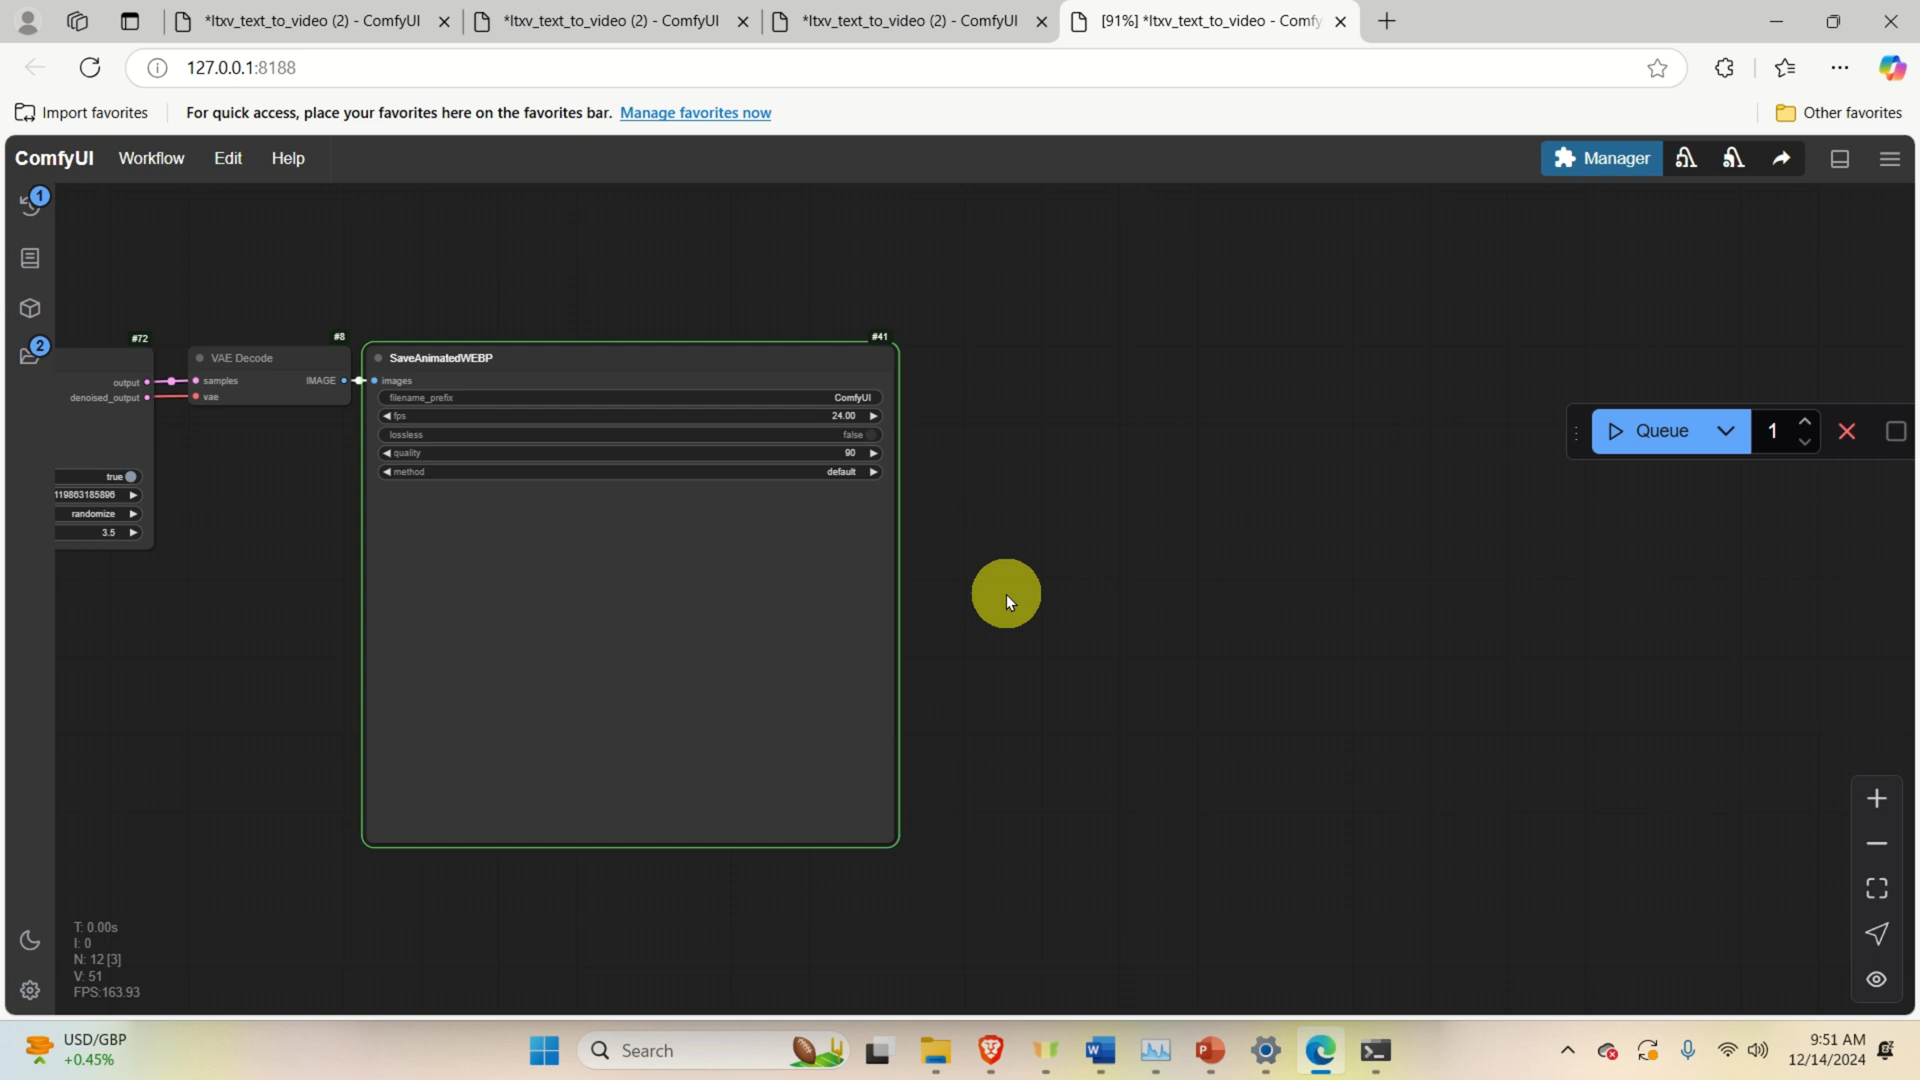 *ltxv_text_to_video (2) - ComfyUI
*ltxv_text_to_video (2) - ComfyUI
*ltxv_text_to_video (2) - ComfyUI
[91%] *ltxv_text_to_video - Comfy
127.0.0.1:8188
Import favorites
For quick access, place your favorites here on the favorites bar. Manage favorites now
Other favorites
ComfyUI
Workflow
Edit
Help
Manager
1
2
#72
output
denoised_output
true
119863185896
randomize
3.5
#8
VAE Decode
samples
IMAGE
vae
#41
SaveAnimatedWEBP
images
filename_prefix ComfyUI
fps 24.00
lossless false
quality 90
method default
Queue
1
T: 0.00s
I: 0
N: 12 [3]
V: 51
FPS:163.93
USD/GBP
+0.45%
Search
9:51 AM
12/14/2024